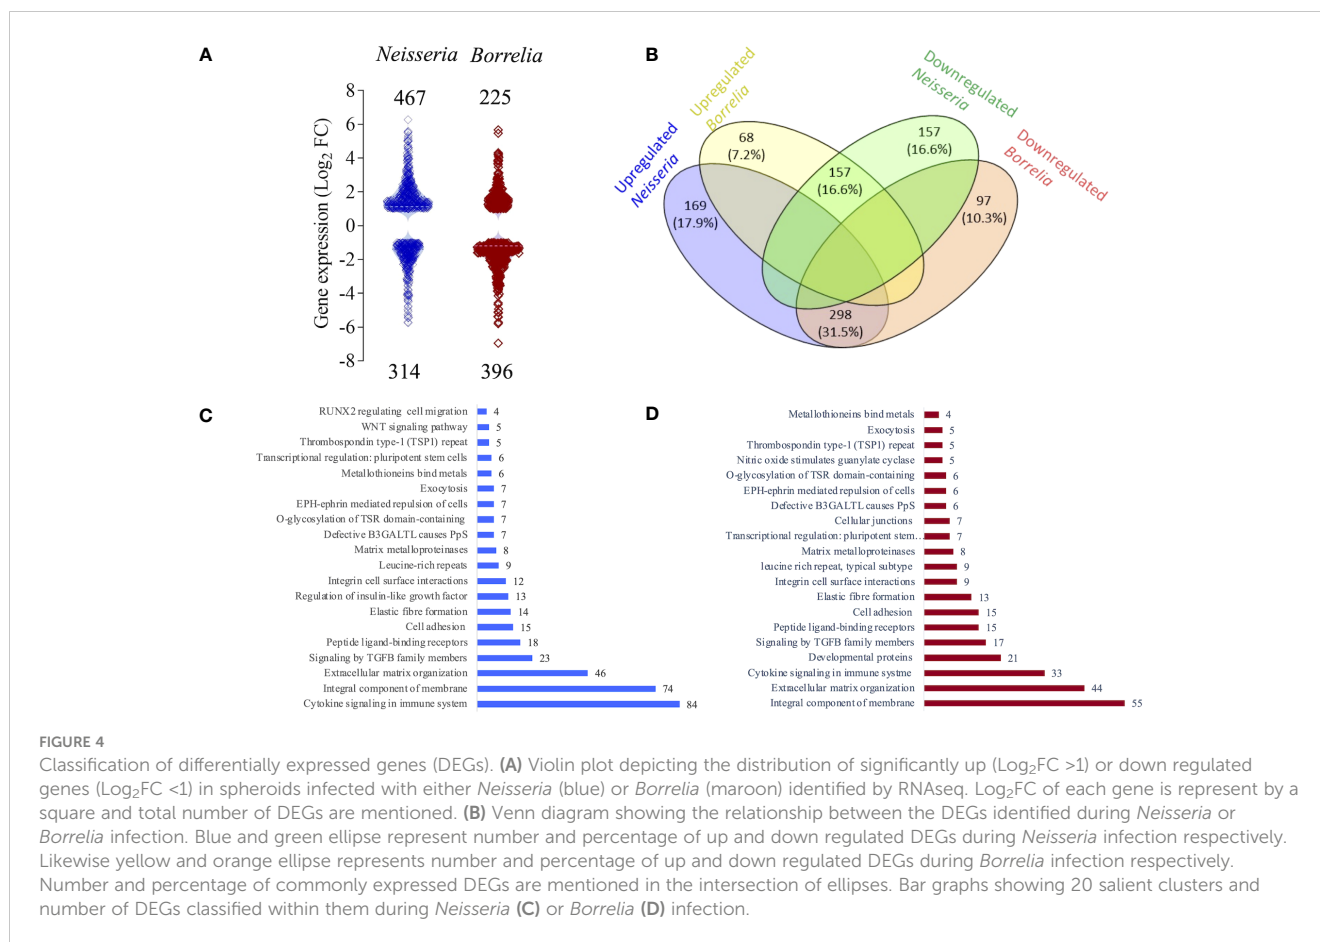 A
Neisseria Borrelia
467 225
8
6
4
2
0
-2
-4
-6
-8
Gene expression (Log2 FC)
314 396
B
Upregulated
Neisseria
Upregulated
Borrelia
Downregulated
Neisseria
Downregulated
Borrelia
68
(7.2%)
157
(16.6%)
157
(16.6%)
169
(17.9%)
97
(10.3%)
298
(31.5%)
C
RUNX2 regulating cell migration 4
WNT signaling pathway 5
Thrombospondin type-1 (TSP1) repeat 5
Transcriptional regulation: pluripotent stem cells 6
Metallothioneins bind metals 6
Exocytosis 7
EPH-ephrin mediated repulsion of cells 7
O-glycosylation of TSR domain-containing 7
Defective B3GALTL causes PpS 7
Matrix metalloproteinases 8
Leucine-rich repeats 9
Integrin cell surface interactions 12
Regulation of insulin-like growth factor 13
Elastic fibre formation 14
Cell adhesion 15
Peptide ligand-binding receptors 18
Signaling by TGFB family members 23
Extracellular matrix organization 46
Integral component of membrane 74
Cytokine signaling in immune system 84
D
Metallothioneins bind metals 4
Exocytosis 5
Thrombospondin type-1 (TSP1) repeat 5
Nitric oxide stimulates guanylate cyclase 5
O-glycosylation of TSR domain-containing 6
EPH-ephrin mediated repulsion of cells 6
Defective B3GALTL causes PpS 6
Cellular junctions 7
Transcriptional regulation: pluripotent stem... 7
Matrix metalloproteinases 8
leucine rich repeat, typical subtype 9
Integrin cell surface interactions 9
Elastic fibre formation 13
Cell adhesion 15
Peptide ligand-binding receptors 15
Signaling by TGFB family members 17
Developmental proteins 21
Cytokine signaling in immune systme 33
Extracellular matrix organization 44
Integral component of membrane 55
FIGURE 4
Classification of differentially expressed genes (DEGs). (A) Violin plot depicting the distribution of significantly up (Log2FC >1) or down regulated
genes (Log2FC <1) in spheroids infected with either Neisseria (blue) or Borrelia (maroon) identified by RNAseq. Log2FC of each gene is represent by a
square and total number of DEGs are mentioned. (B) Venn diagram showing the relationship between the DEGs identified during Neisseria or
Borrelia infection. Blue and green ellipse represent number and percentage of up and down regulated DEGs during Neisseria infection respectively.
Likewise yellow and orange ellipse represents number and percentage of up and down regulated DEGs during Borrelia infection respectively.
Number and percentage of commonly expressed DEGs are mentioned in the intersection of ellipses. Bar graphs showing 20 salient clusters and
number of DEGs classified within them during Neisseria (C) or Borrelia (D) infection.